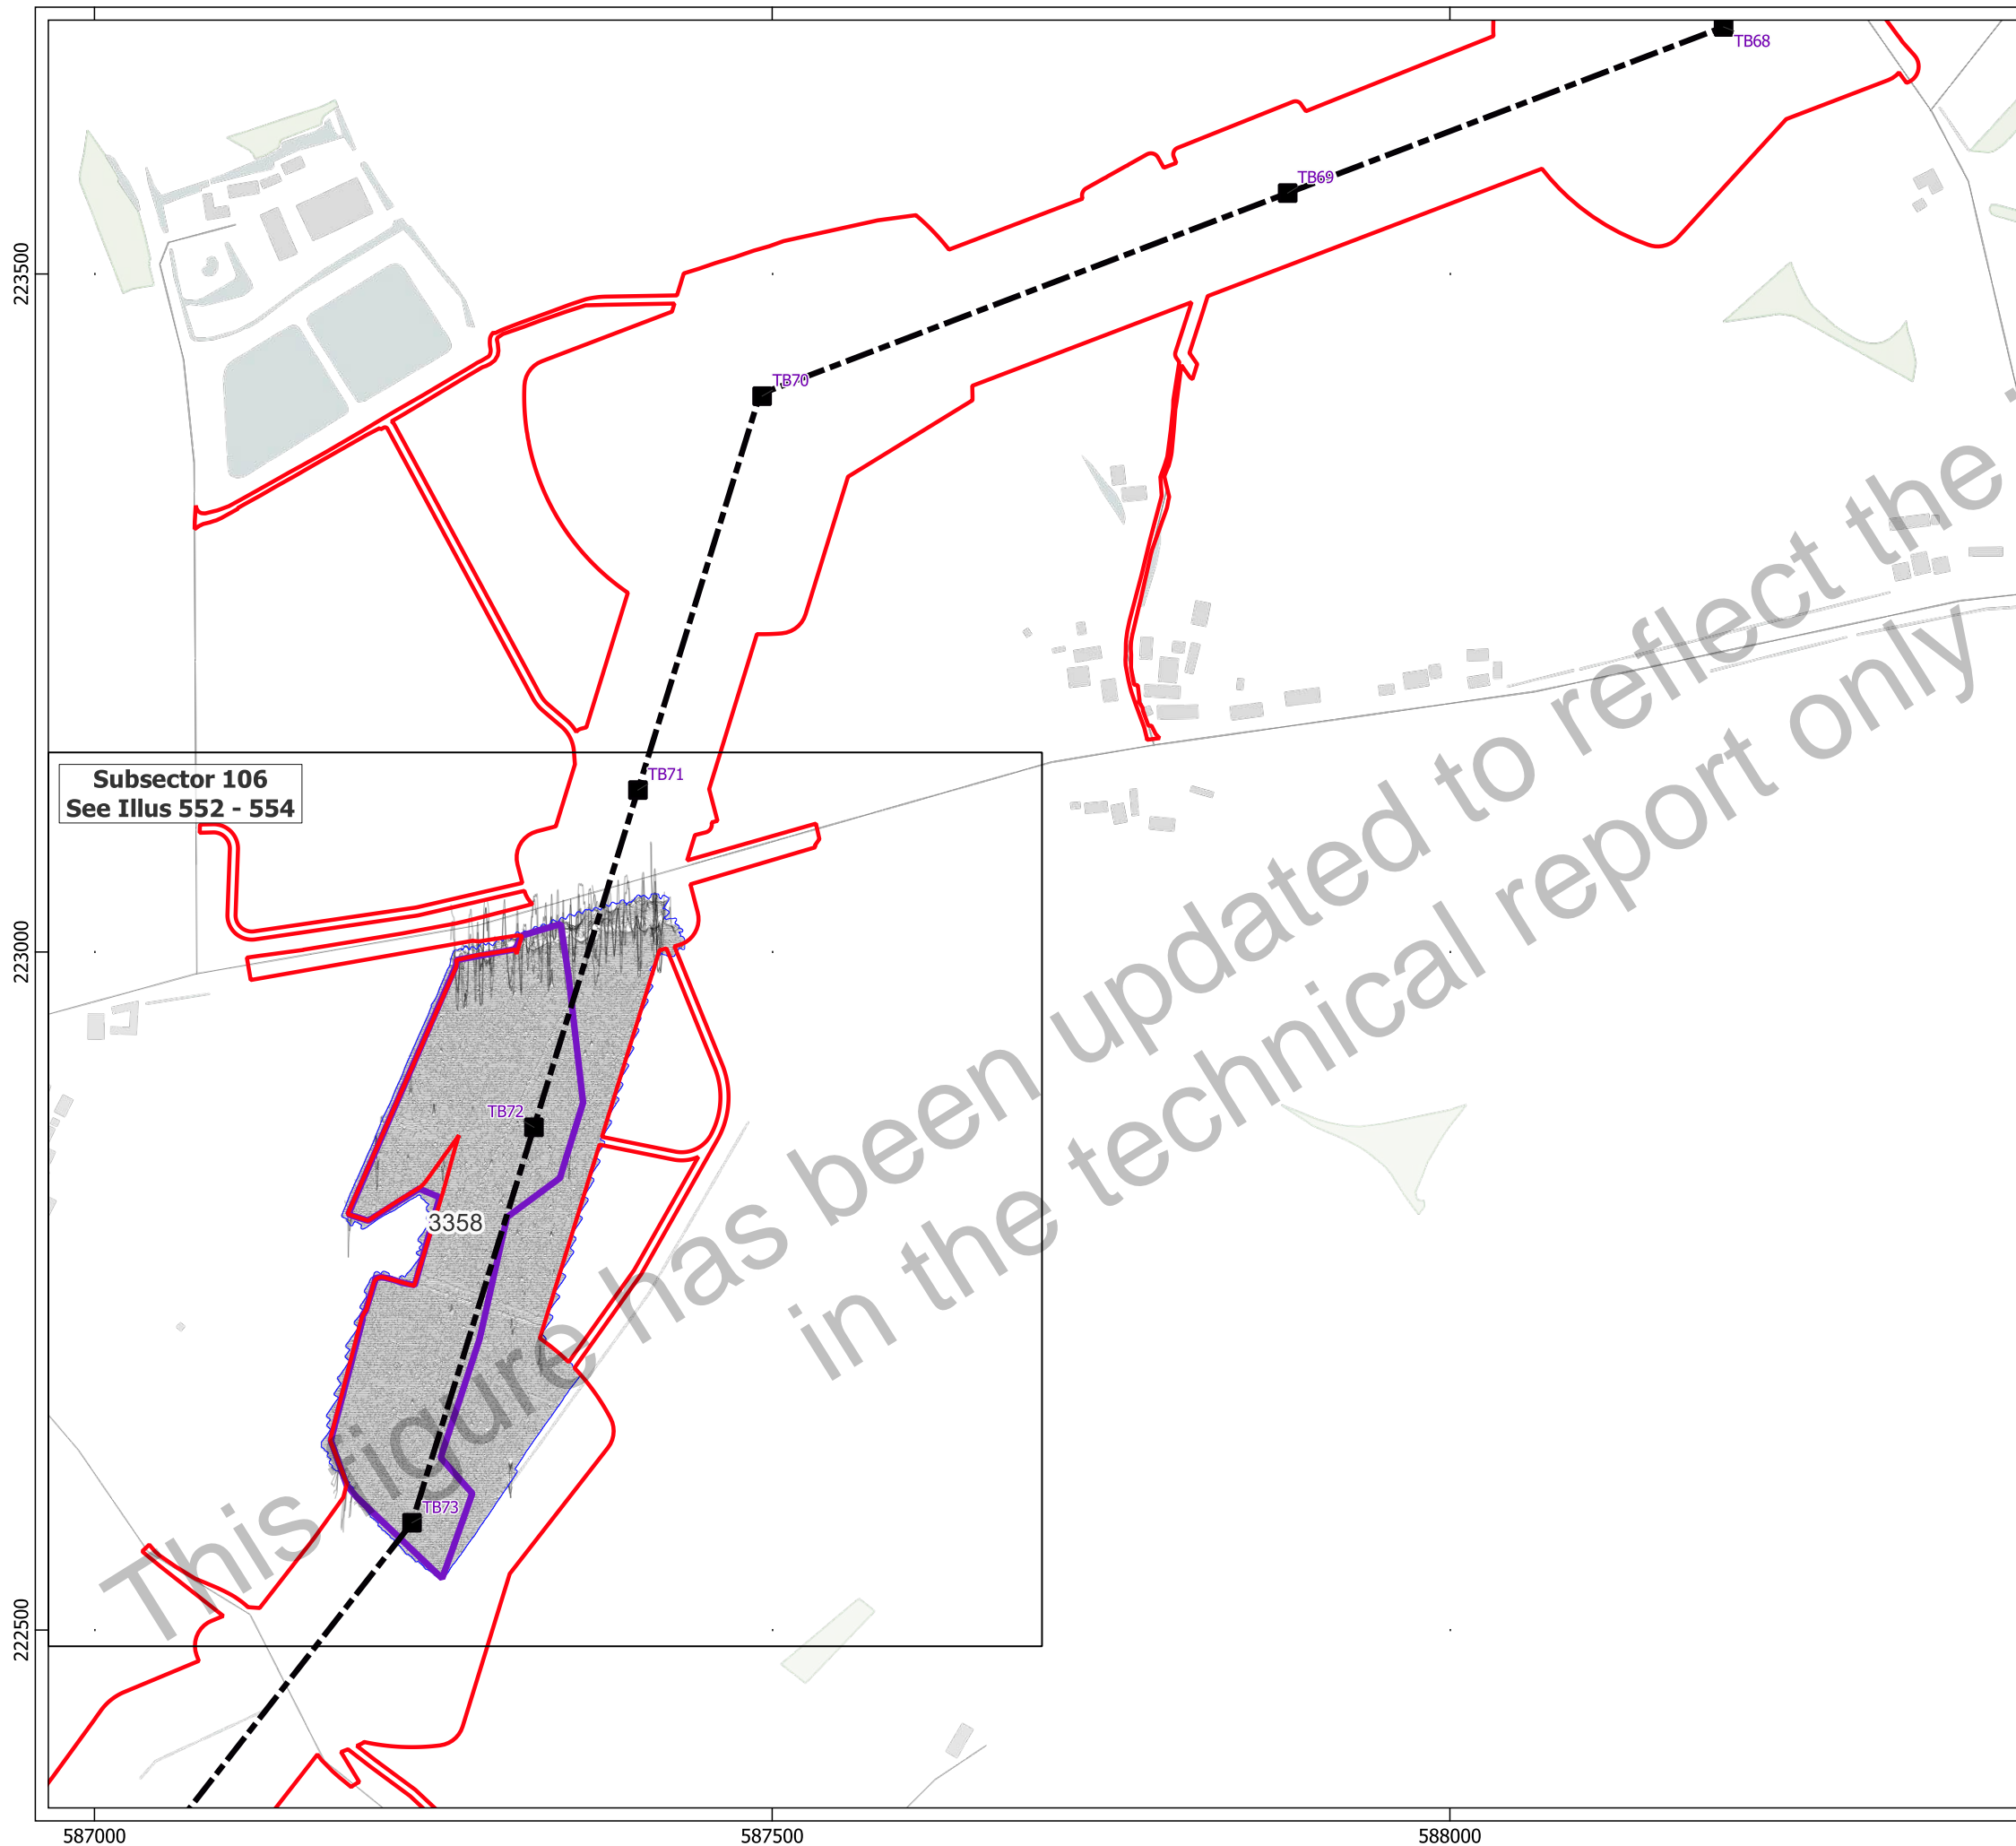 TB68
TB69
223500
TB70
Subsector 106
See Illus 552 - 554
TB71
223000
TB72
3358
TB73
222500
This figure has been updated to reflect the
in the technical report only
587000
587500
588000